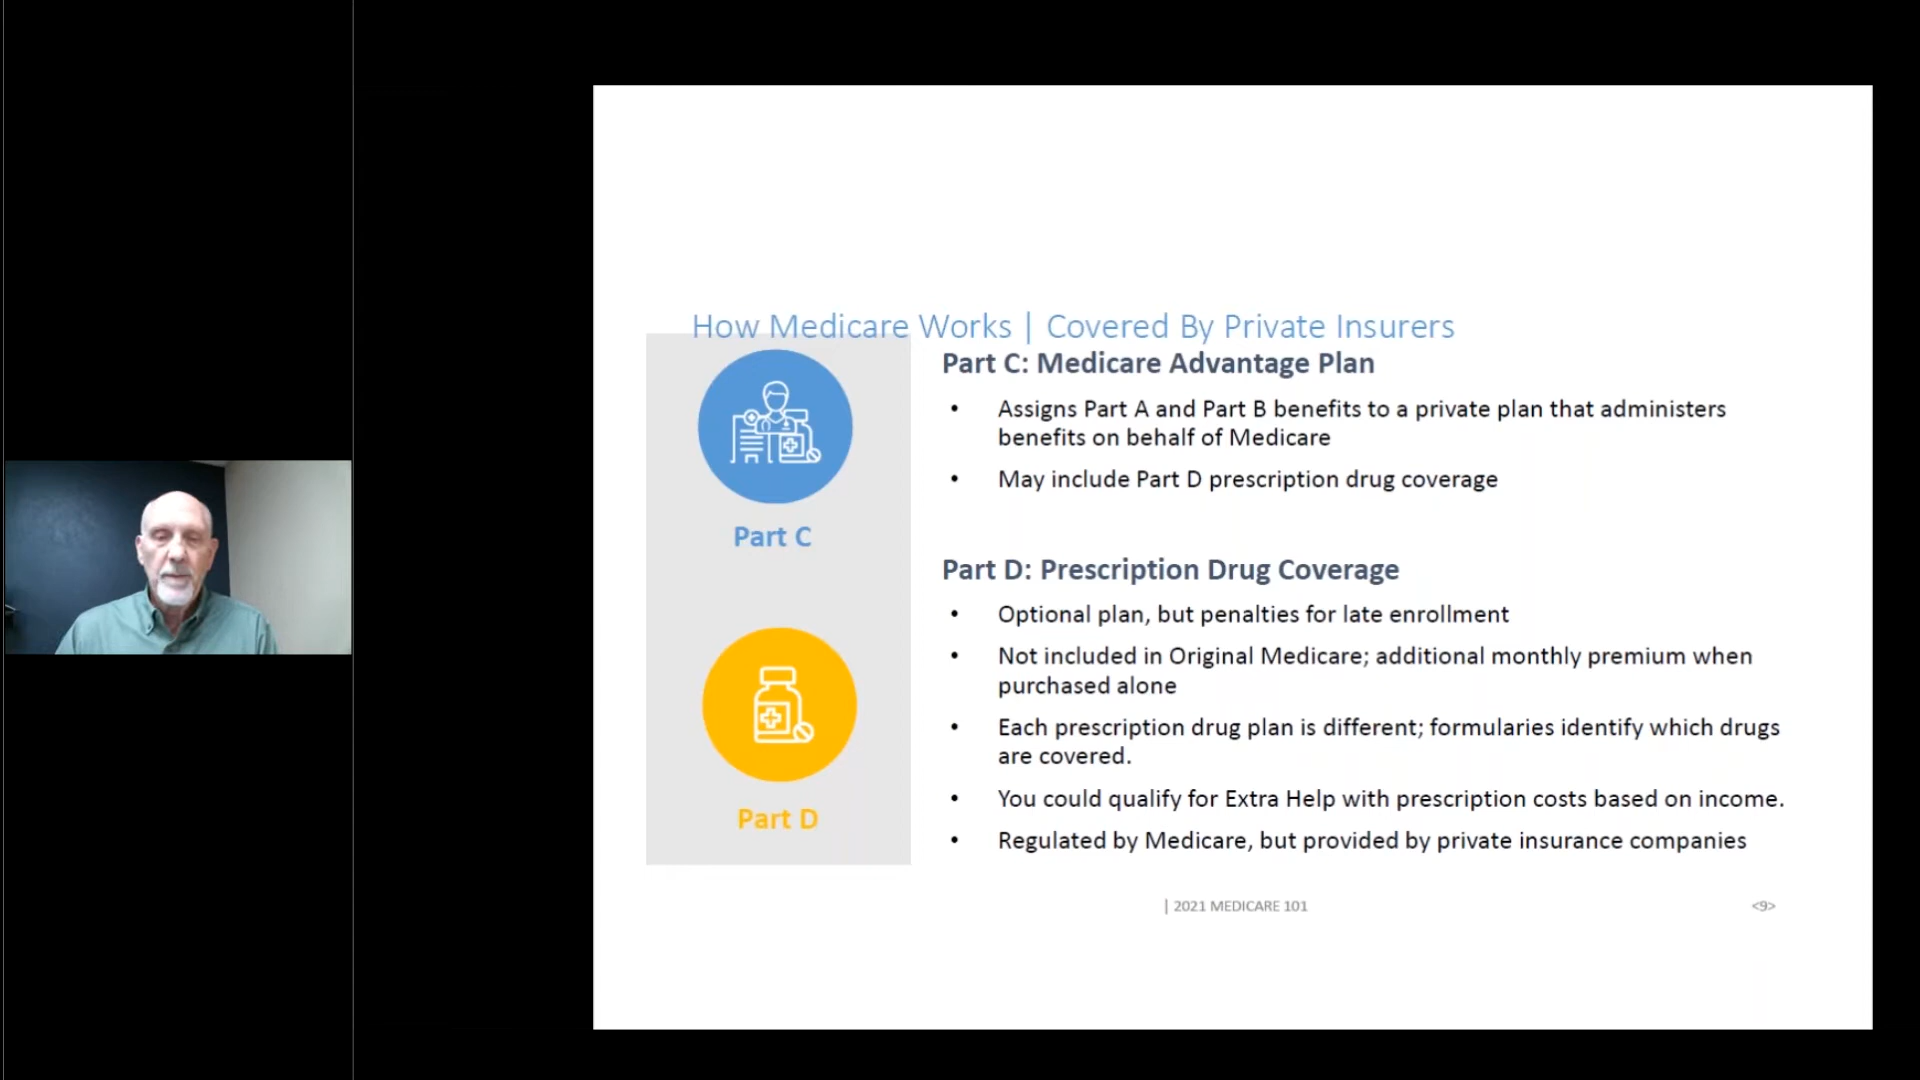 How Medicare Works | Covered By Private Insurers
Part C: Medicare Advantage Plan
• Assigns Part A and Part B benefits to a private plan that administers
benefits on behalf of Medicare
• May include Part D prescription drug coverage
Part C
Part D: Prescription Drug Coverage
• Optional plan, but penalties for late enrollment
• Not included in Original Medicare; additional monthly premium when
purchased alone
• Each prescription drug plan is different; formularies identify which drugs
are covered.
• You could qualify for Extra Help with prescription costs based on income.
• Regulated by Medicare, but provided by private insurance companies
Part D
| 2021 MEDICARE 101
<9>